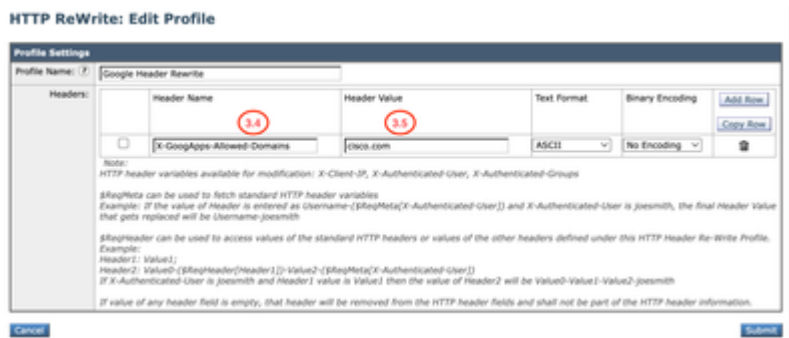 HTTP ReWrite: Edit Profile
Profile Settings
Profile Name: ? Google Header Rewrite
Headers:
Header Name Header Value Text Format Binary Encoding Add Row
3.4 3.5 Copy Row
X-GoogApps-Allowed-Domains cisco.com ASCII No Encoding
Note:
HTTP header variables available for modification: X-Client-IP, X-Authenticated-User, X-Authenticated-Groups
$ReqMeta can be used to fetch standard HTTP header variables
Example: If the value of Header is entered as Username-($ReqMeta[X-Authenticated-User]) and X-Authenticated-User is joesmith, the final Header Value
that gets replaced will be Username-joesmith
$ReqHeader can be used to access values of the standard HTTP headers or values of the other headers defined under this HTTP Header Re-Write Profile.
Example:
Header1: Value1;
Header2: Value0-($ReqHeader[Header1])-Value2-($ReqMeta[X-Authenticated-User])
If X-Authenticated-User is joesmith and Header1 value is Value1 then the value of Header2 will be Value0-Value1-Value2-joesmith
If value of any header field is empty, that header will be removed from the HTTP header fields and shall not be part of the HTTP header information.
Cancel Submit